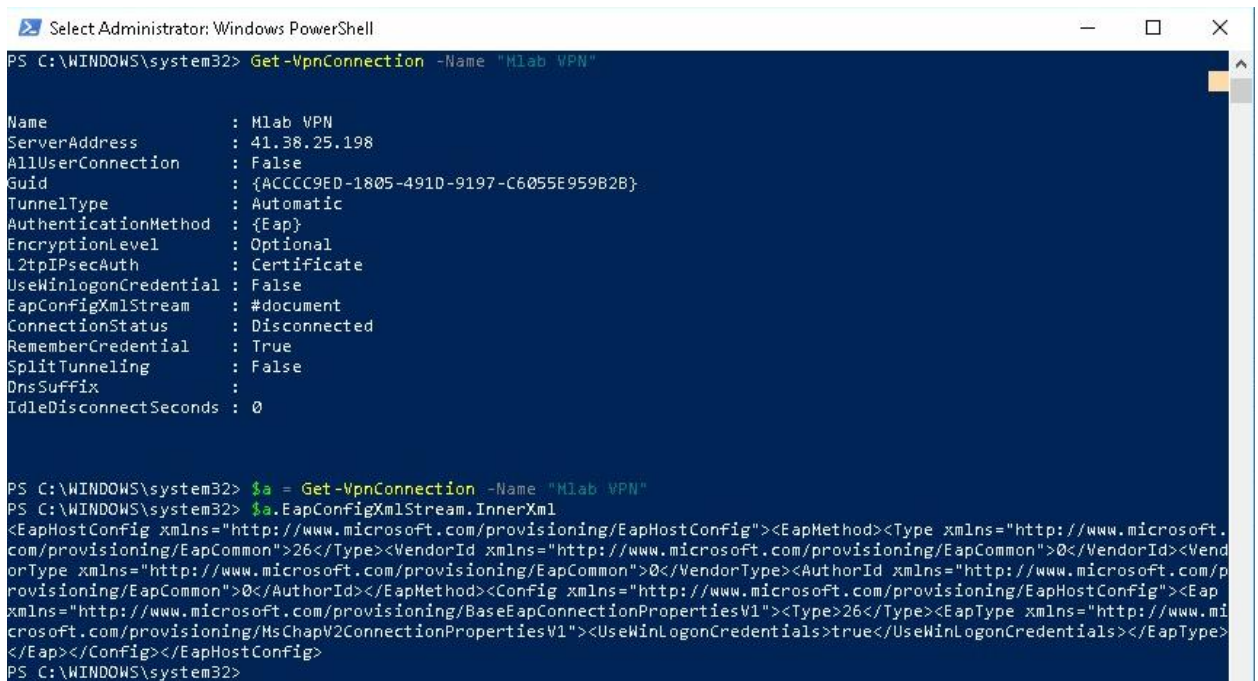 Select Administrator: Windows PowerShell
PS C:\WINDOWS\system32> Get-VpnConnection -Name "Mlab VPN"
Name                  : Mlab VPN
ServerAddress         : 41.38.25.198
AllUserConnection     : False
Guid                  : {ACCCC9ED-1805-491D-9197-C6055E959B2B}
TunnelType            : Automatic
AuthenticationMethod  : {Eap}
EncryptionLevel       : Optional
L2tpIPsecAuth         : Certificate
UseWinlogonCredential : False
EapConfigXmlStream    : #document
ConnectionStatus      : Disconnected
RememberCredential    : True
SplitTunneling        : False
DnsSuffix             :
IdleDisconnectSeconds : 0
PS C:\WINDOWS\system32> $a = Get-VpnConnection -Name "Mlab VPN"
PS C:\WINDOWS\system32> $a.EapConfigXmlStream.InnerXml
<EapHostConfig xmlns="http://www.microsoft.com/provisioning/EapHostConfig"><EapMethod><Type xmlns="http://www.microsoft.
com/provisioning/EapCommon">26</Type><VendorId xmlns="http://www.microsoft.com/provisioning/EapCommon">0</VendorId><Vend
orType xmlns="http://www.microsoft.com/provisioning/EapCommon">0</VendorType><AuthorId xmlns="http://www.microsoft.com/p
rovisioning/EapCommon">0</AuthorId></EapMethod><Config xmlns="http://www.microsoft.com/provisioning/EapHostConfig"><Eap
xmlns="http://www.microsoft.com/provisioning/BaseEapConnectionPropertiesV1"><Type>26</Type><EapType xmlns="http://www.mi
crosoft.com/provisioning/MsChapV2ConnectionPropertiesV1"><UseWinLogonCredentials>true</UseWinLogonCredentials></EapType>
</Eap></Config></EapHostConfig>
PS C:\WINDOWS\system32>